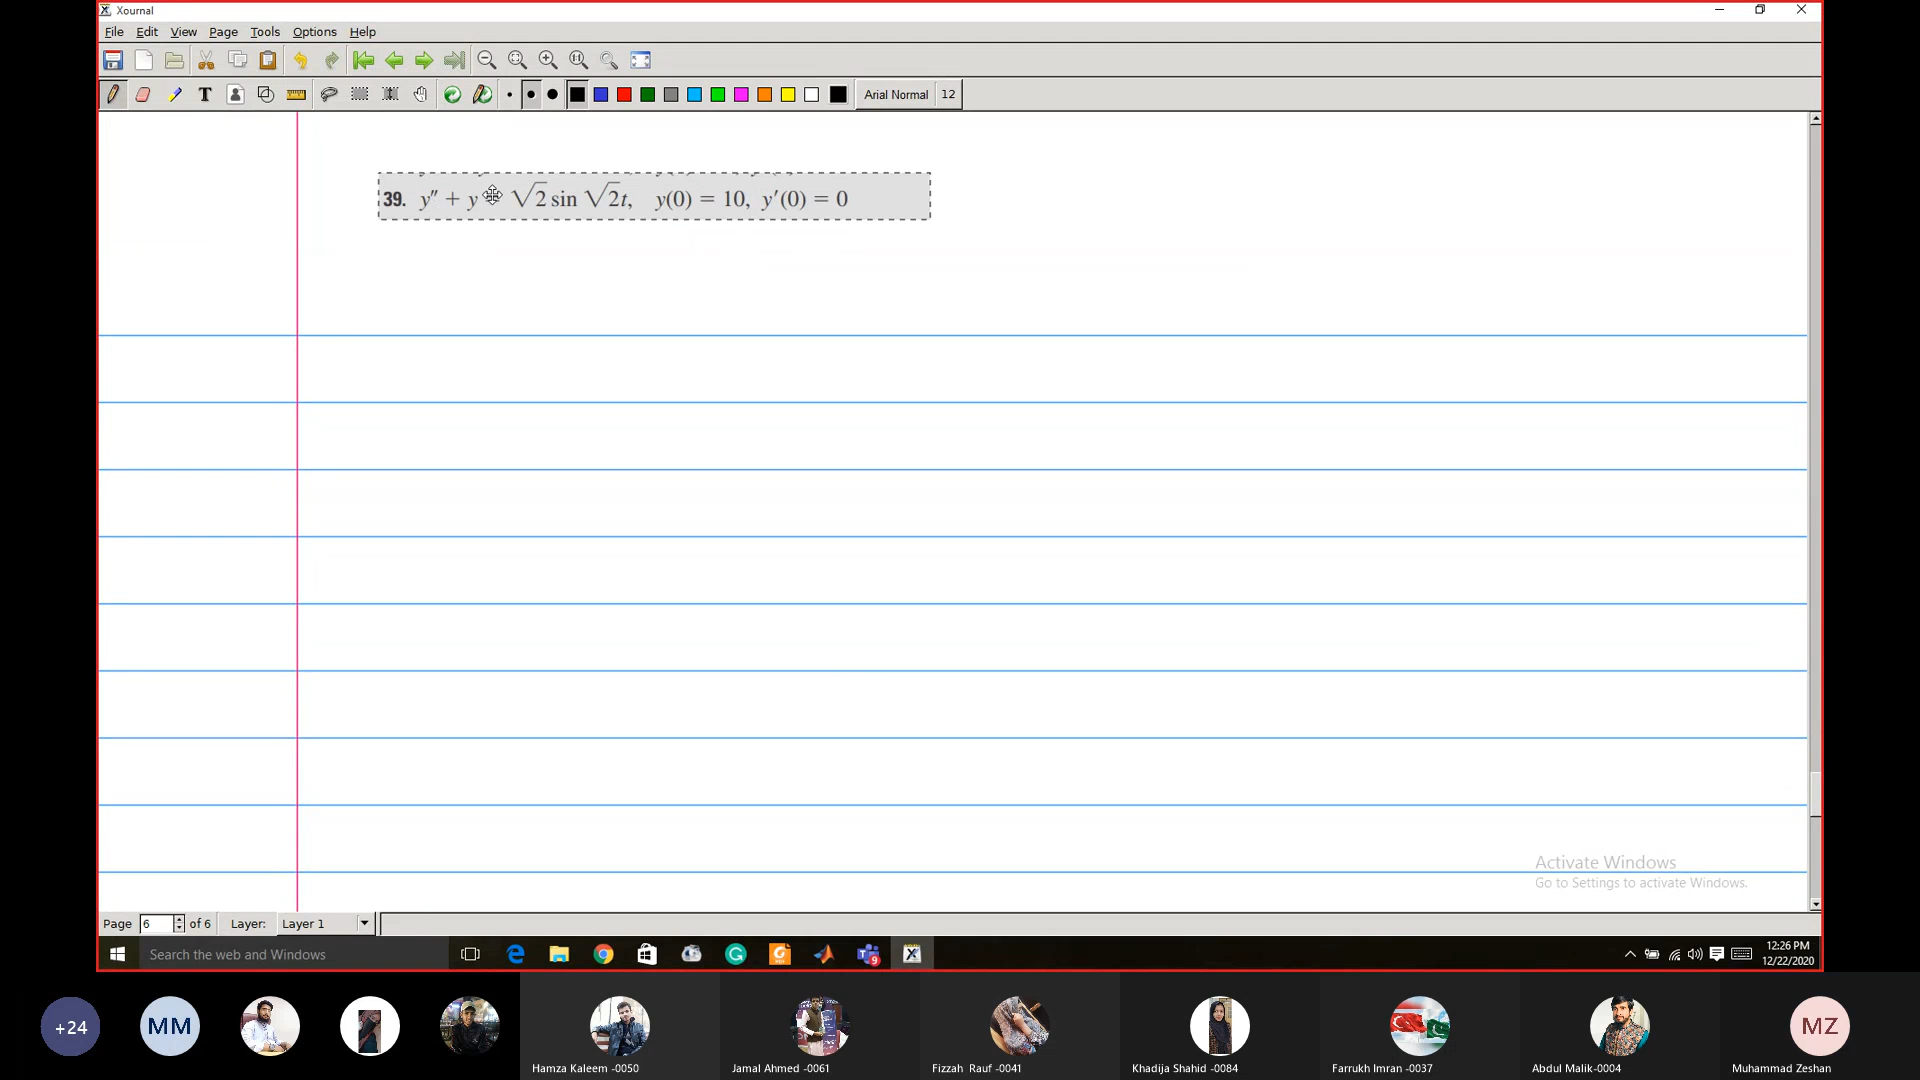 Xournal
File Edit View Page Tools Options Help
T Arial Normal 12
39. y″ + y √2 sin √2t, y(0) = 10, y′(0) = 0
Activate Windows
Go to Settings to activate Windows.
Page 6 of 6 Layer: Layer 1
Search the web and Windows
12:26 PM
12/22/2020
+24 MM MZ
Hamza Kaleem -0050 Jamal Ahmed -0061 Fizzah Rauf -0041 Khadija Shahid -0084 Farrukh Imran -0037 Abdul Malik-0004 Muhammad Zeshan